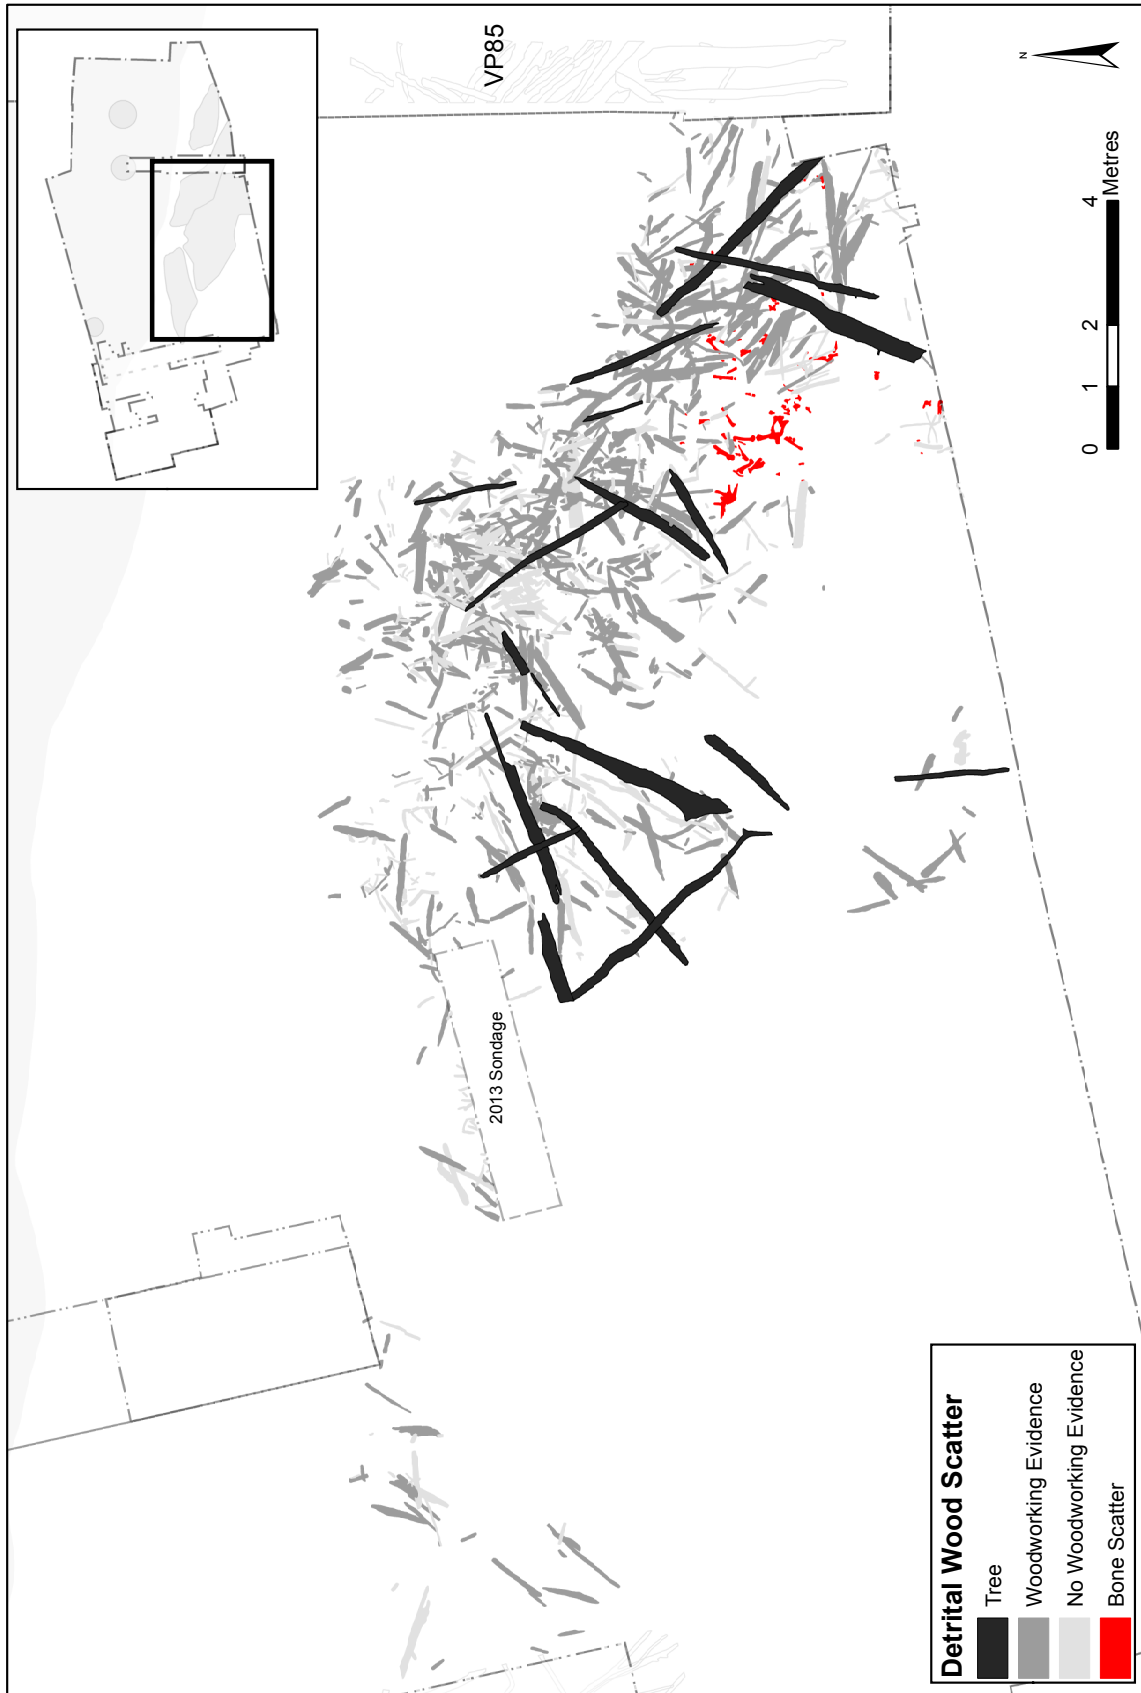 VP85
N
0 1 2 4
Metres
2013 Sondage
Detrital Wood Scatter
Tree
Woodworking Evidence
No Woodworking Evidence
Bone Scatter